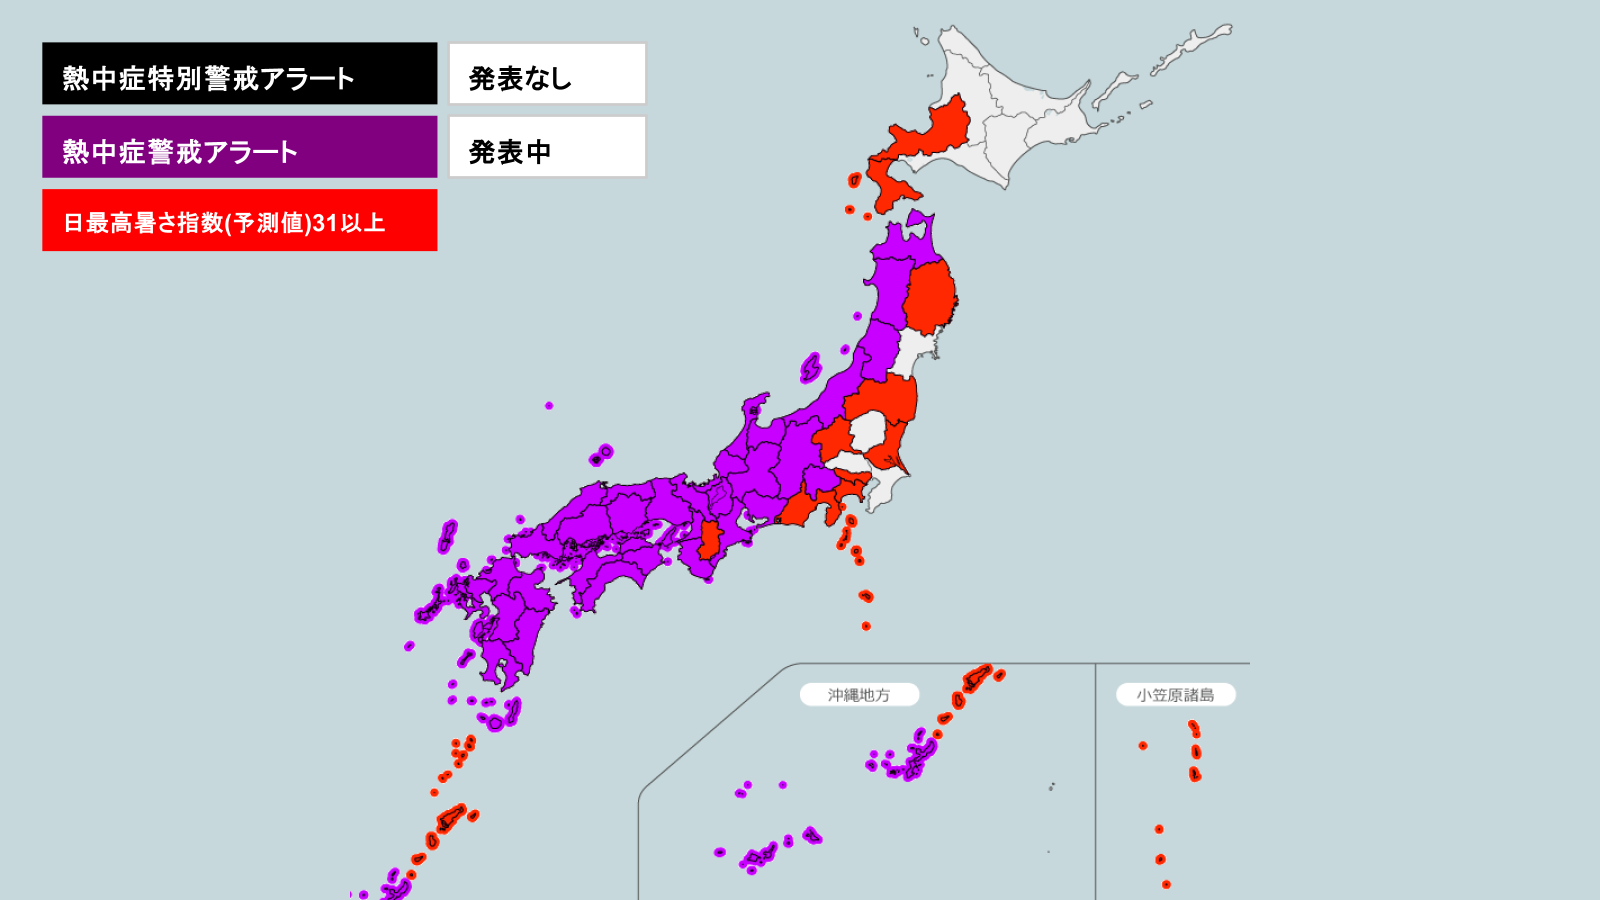 熱中症特別警戒アラート
発表なし
熱中症警戒アラート
発表中
日最高暑さ指数(予測値)31以上
沖縄地方
小笠原諸島